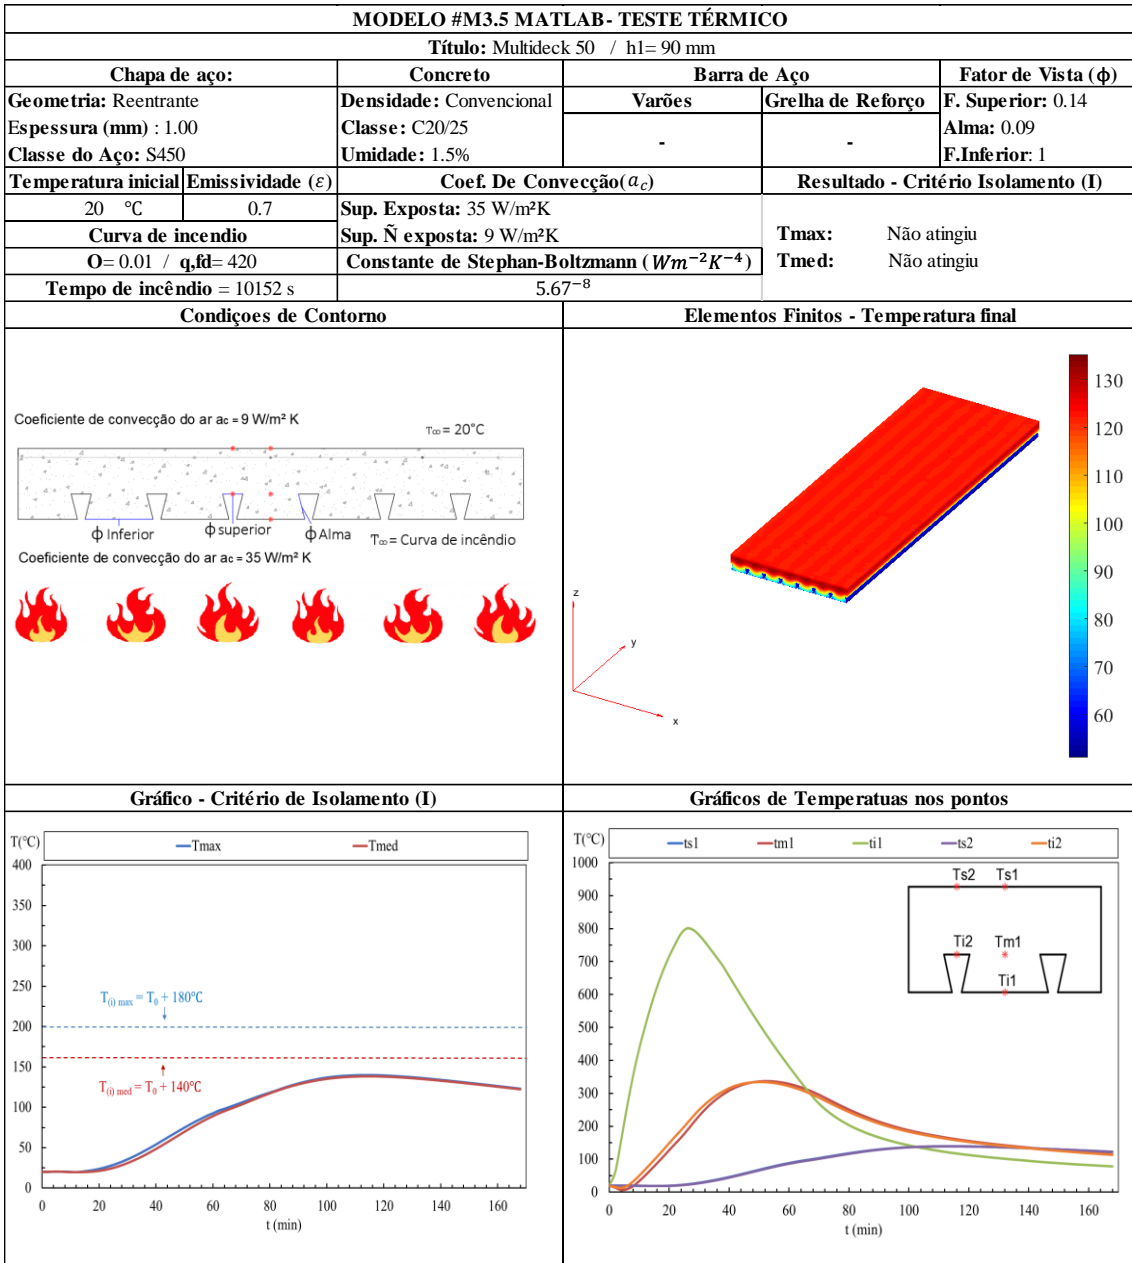 MODELO #M3.5 MATLAB- TESTE TÉRMICO
Título: Multideck 50 / h1= 90 mm
Chapa de aço:
Geometria: Reentrante
Espessura (mm) : 1.00
Classe do Aço: S450
Concreto
Densidade: Convencional
Classe: C20/25
Umidade: 1.5%
Barra de Aço
Varões
-
Grelha de Reforço
-
Fator de Vista (ϕ)
F. Superior: 0.14
Alma: 0.09
F.Inferior: 1
Temperatura inicial
20 °C
Emissividade (ε)
0.7
Curva de incendio
O= 0.01 / q,fd= 420
Tempo de incêndio = 10152 s
Coef. De Convecção(a_c)
Sup. Exposta: 35 W/m²K
Sup. Ñ exposta: 9 W/m²K
Constante de Stephan-Boltzmann (Wm⁻²K⁻⁴)
5.67⁻⁸
Resultado - Critério Isolamento (I)
Tmax: Não atingiu
Tmed: Não atingiu
Condiçoes de Contorno
Coeficiente de convecção do ar ac = 9 W/m² K
T∞= 20°C
ϕ Inferior
ϕ superior
ϕ Alma
T∞= Curva de incêndio
Coeficiente de convecção do ar ac = 35 W/m² K
Elementos Finitos - Temperatura final
130
120
110
100
90
80
70
60
z
y
x
Gráfico - Critério de Isolamento (I)
T(°C)
Tmax
Tmed
400
350
300
250
200
150
100
50
0
T(i) max = T0 + 180°C
T(i) med = T0 + 140°C
0 20 40 60 80 100 120 140 160
t (min)
Gráficos de Temperatuas nos pontos
T(°C)
ts1
tm1
ti1
ts2
ti2
1000
900
800
700
600
500
400
300
200
100
0
Ts2 Ts1
Ti2 Tm1
Ti1
0 20 40 60 80 100 120 140 160
t (min)